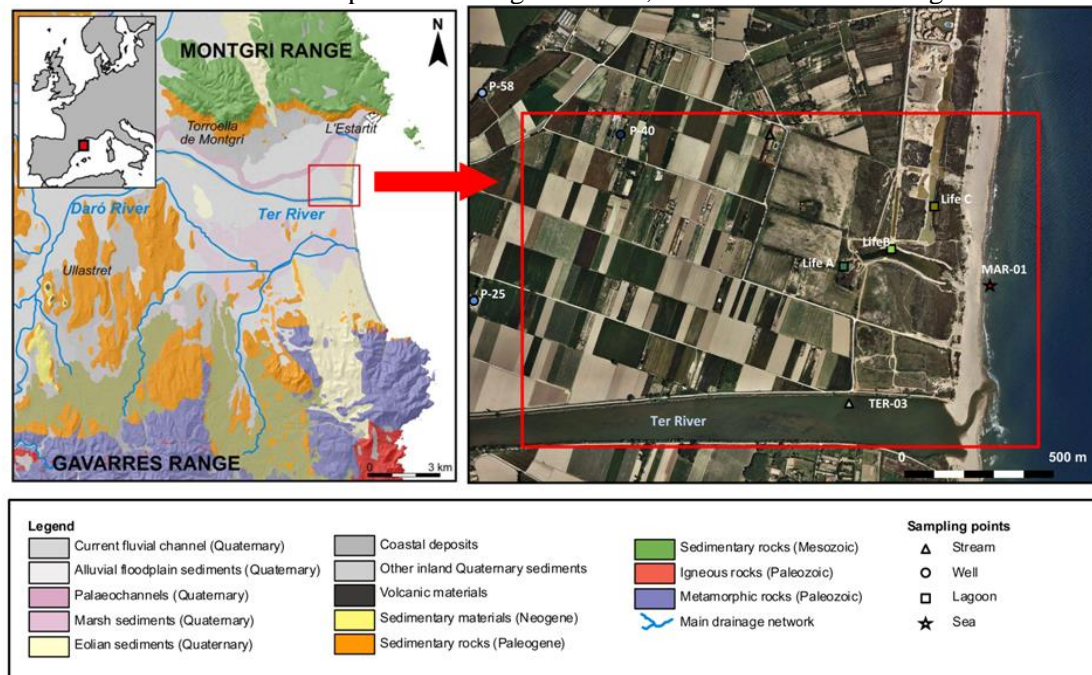 MONTGRI RANGE
N
Torroella
de Montgrí
L'Estartit
Daró River
Ter River
Ullastret
GAVARRES RANGE
0 3 km
P-58
P-40
Life C
LifeB
Life A
MAR-01
P-25
TER-03
Ter River
0 500 m
Legend
Current fluvial channel (Quaternary)
Alluvial floodplain sediments (Quaternary)
Palaeochannels (Quaternary)
Marsh sediments (Quaternary)
Eolian sediments (Quaternary)
Coastal deposits
Other inland Quaternary sediments
Volcanic materials
Sedimentary materials (Neogene)
Sedimentary rocks (Paleogene)
Sedimentary rocks (Mesozoic)
Igneous rocks (Paleozoic)
Metamorphic rocks (Paleozoic)
Main drainage network
Sampling points
Stream
Well
Lagoon
Sea